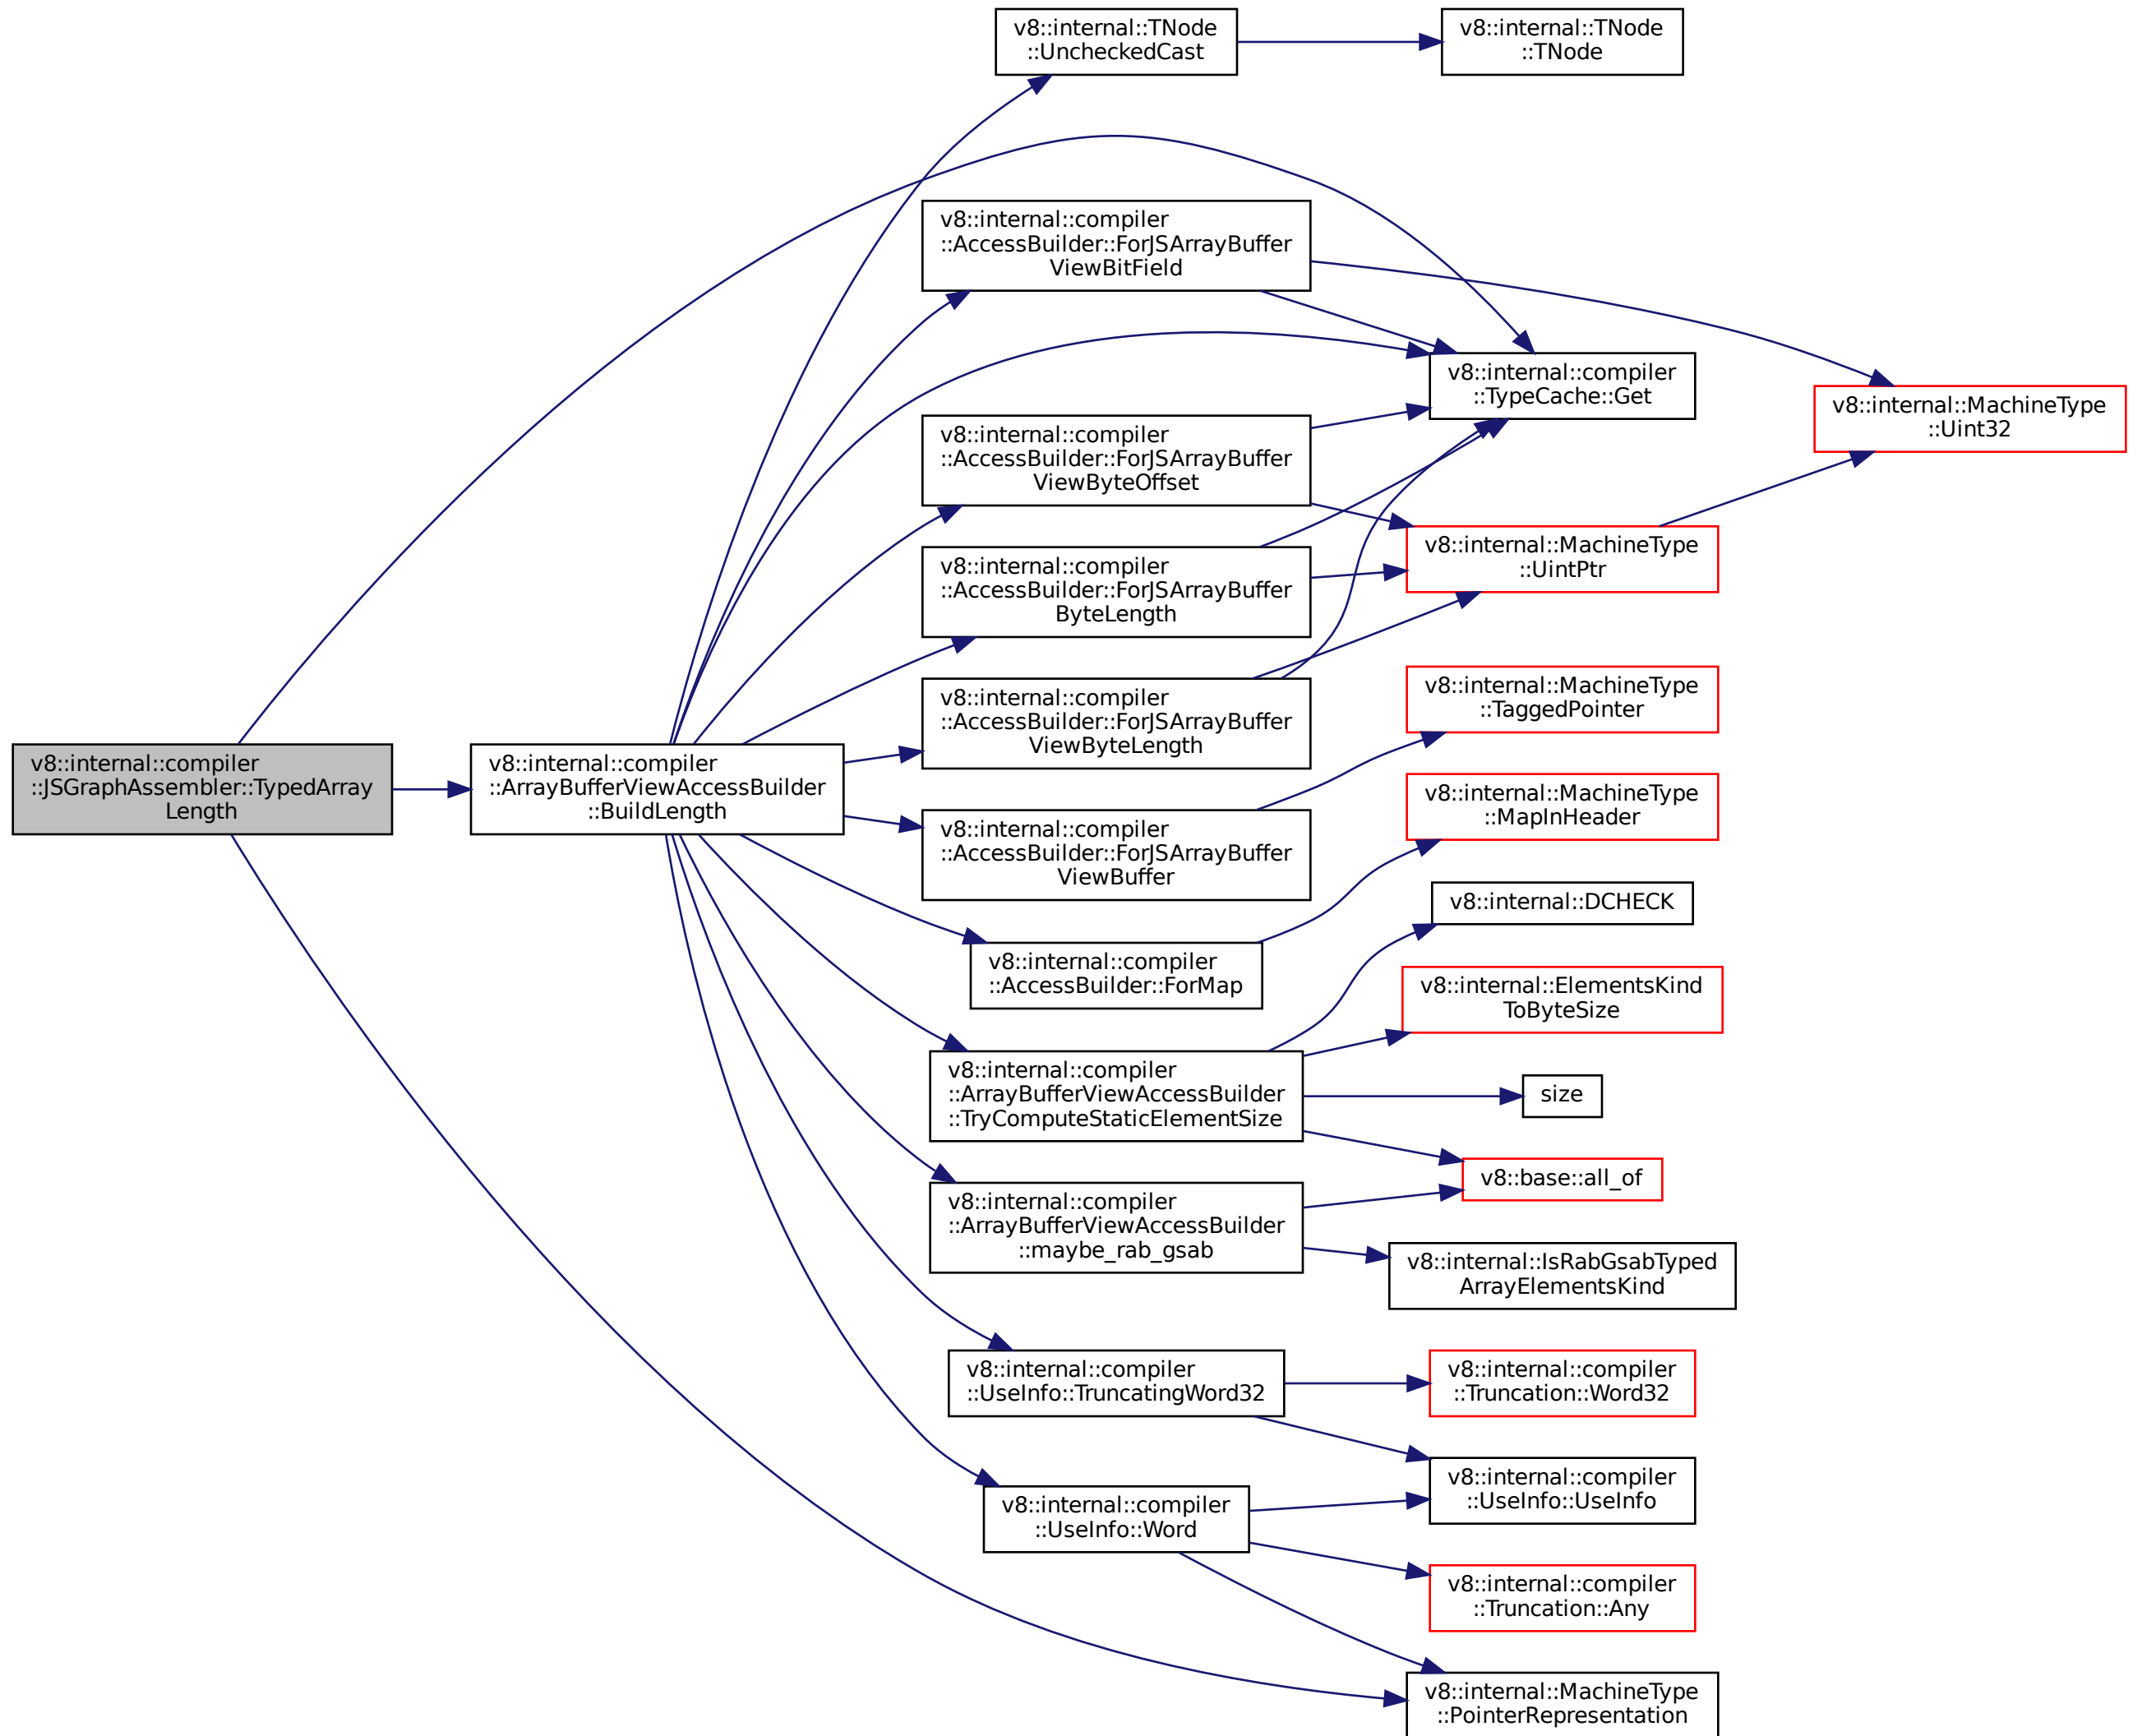 v8::internal::TNode
::UncheckedCast
v8::internal::TNode
::TNode
v8::internal::compiler
::AccessBuilder::ForJSArrayBuffer
ViewBitField
v8::internal::compiler
::TypeCache::Get
v8::internal::MachineType
::Uint32
v8::internal::compiler
::AccessBuilder::ForJSArrayBuffer
ViewByteOffset
v8::internal::compiler
::AccessBuilder::ForJSArrayBuffer
ByteLength
v8::internal::MachineType
::UintPtr
v8::internal::compiler
::AccessBuilder::ForJSArrayBuffer
ViewByteLength
v8::internal::MachineType
::TaggedPointer
v8::internal::compiler
::JSGraphAssembler::TypedArray
Length
v8::internal::compiler
::ArrayBufferViewAccessBuilder
::BuildLength
v8::internal::MachineType
::MapInHeader
v8::internal::compiler
::AccessBuilder::ForJSArrayBuffer
ViewBuffer
v8::internal::DCHECK
v8::internal::compiler
::AccessBuilder::ForMap
v8::internal::ElementsKind
ToByteSize
v8::internal::compiler
::ArrayBufferViewAccessBuilder
::TryComputeStaticElementSize
size
v8::base::all_of
v8::internal::compiler
::ArrayBufferViewAccessBuilder
::maybe_rab_gsab
v8::internal::IsRabGsabTyped
ArrayElementsKind
v8::internal::compiler
::UseInfo::TruncatingWord32
v8::internal::compiler
::Truncation::Word32
v8::internal::compiler
::UseInfo::UseInfo
v8::internal::compiler
::UseInfo::Word
v8::internal::compiler
::Truncation::Any
v8::internal::MachineType
::PointerRepresentation